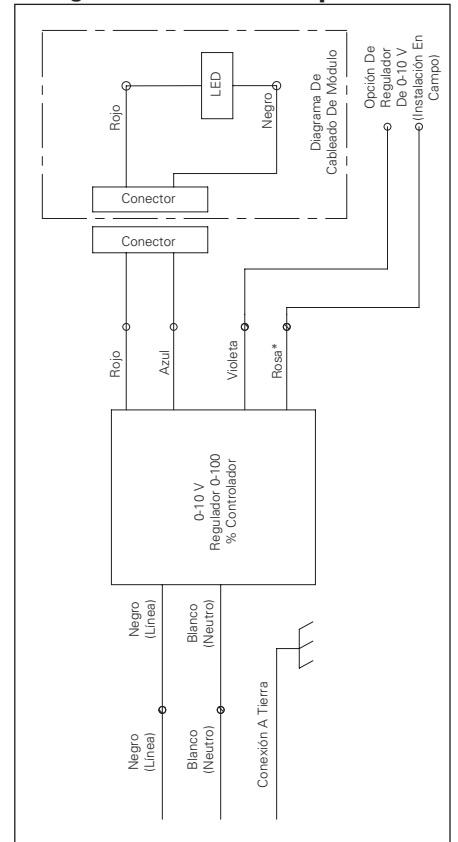 Rojo
LED
Negro
Diagrama De
Cableado De Módulo
Opción De
Regulador
De 0-10 V
(Instalación En
Campo)
Conector
Conector
Rojo
Azul
Violeta
Rosa*
0-10 V
Regulador 0-100
% Controlador
Negro
(Línea)
Blanco
(Neutro)
Negro
(Línea)
Blanco
(Neutro)
Conexión A Tierra